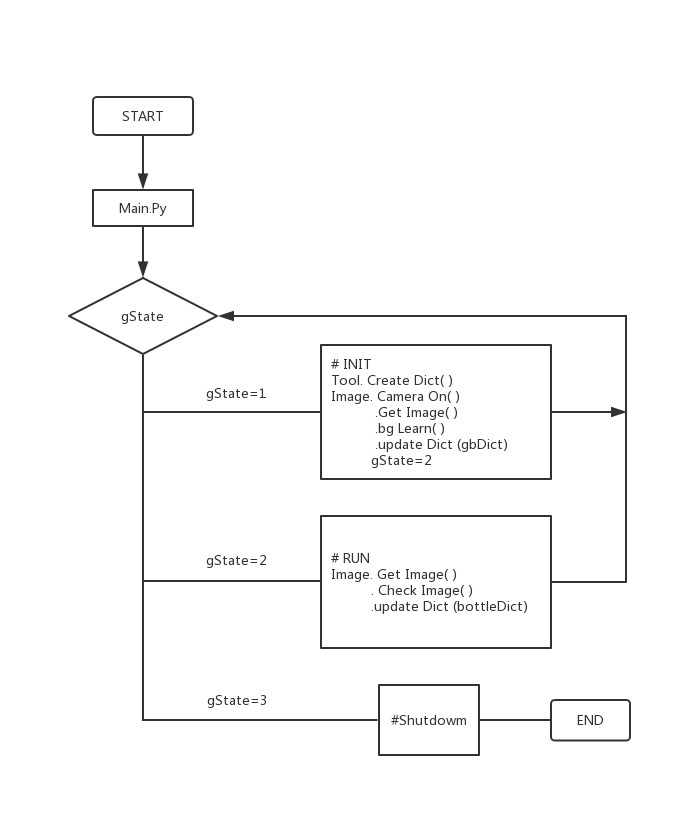 START
Main.Py
gState
gState=1
# INIT
Tool. Create Dict( )
Image. Camera On( )
.Get Image( )
.bg Learn( )
.update Dict (gbDict)
gState=2
gState=2
# RUN
Image. Get Image( )
. Check Image( )
.update Dict (bottleDict)
gState=3
#Shutdowm
END